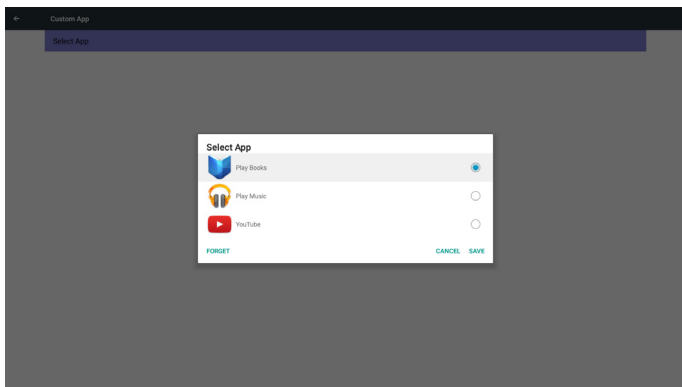 Custom App
Select App
Select App
Play Books
Play Music
YouTube
FORGET CANCEL SAVE